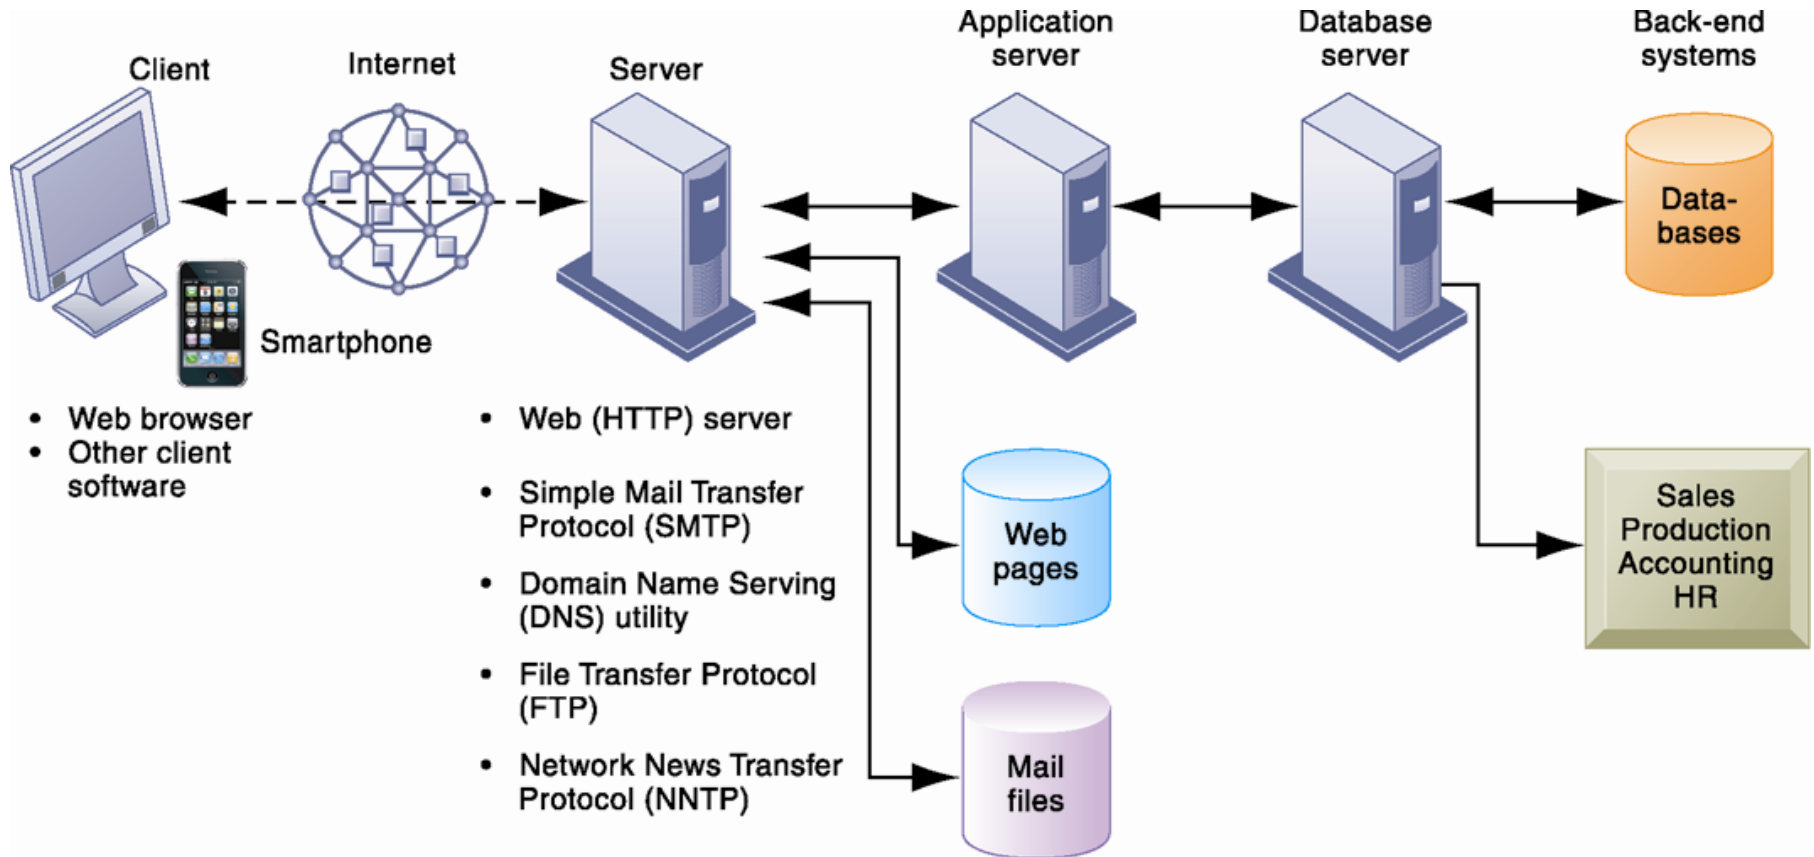 Client
Internet
Server
Application
server
Database
server
Back-end
systems
Smartphone
• Web browser
• Other client
software
• Web (HTTP) server
• Simple Mail Transfer
Protocol (SMTP)
• Domain Name Serving
(DNS) utility
• File Transfer Protocol
(FTP)
• Network News Transfer
Protocol (NNTP)
Web
pages
Mail
files
Data-
bases
Sales
Production
Accounting
HR